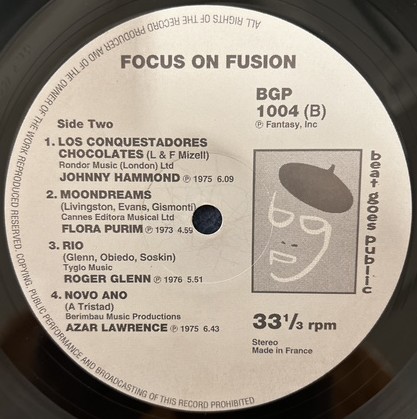 ALL RIGHTS OF THE RECORD PRODUCER AND OF THE OWNER OF THE WORK REPRODUCED RESERVED. COPYING, PUBLIC PERFORMANCE AND BROADCASTING OF THIS RECORD PROHIBITED
FOCUS ON FUSION
BGP
1004 (B)
℗ Fantasy, Inc
Side Two
1. LOS CONQUESTADORES
CHOCOLATES (L & F Mizell)
Rondor Music (London) Ltd
JOHNNY HAMMOND ℗ 1975 6.09
2. MOONDREAMS
(Livingston, Evans, Gismonti)
Cannes Editora Musical Ltd
FLORA PURIM ℗ 1973 4.59
3. RIO
(Glenn, Obiedo, Soskin)
Tyglo Music
ROGER GLENN ℗ 1976 5.51
4. NOVO ANO
(A Tristad)
Berimbau Music Productions
AZAR LAWRENCE ℗ 1975 6.43
beat goes public
bgp
33⅓ rpm
Stereo
Made in France